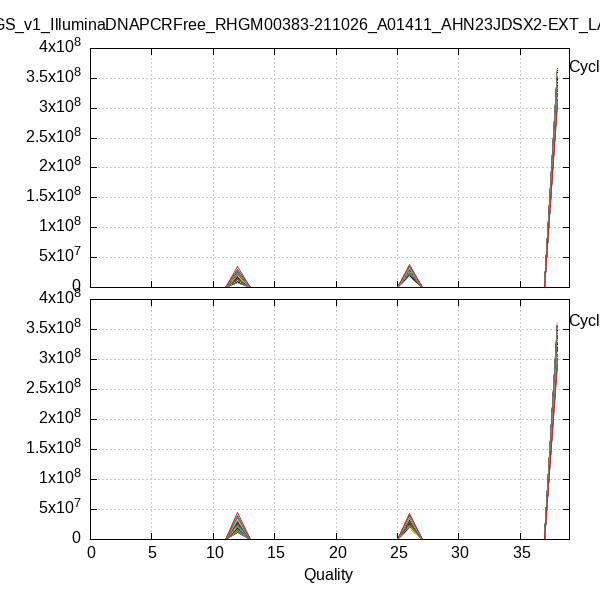 GS_v1_IlluminaDNAPCRFree_RHGM00383-211026_A01411_AHN23JDSX2-EXT_LA
4x10⁸
Cycl
3.5x10⁸
3x10⁸
2.5x10⁸
2x10⁸
1.5x10⁸
1x10⁸
5x10⁷
0
4x10⁸
Cycl
3.5x10⁸
3x10⁸
2.5x10⁸
2x10⁸
1.5x10⁸
1x10⁸
5x10⁷
0
0 5 10 15 20 25 30 35
Quality